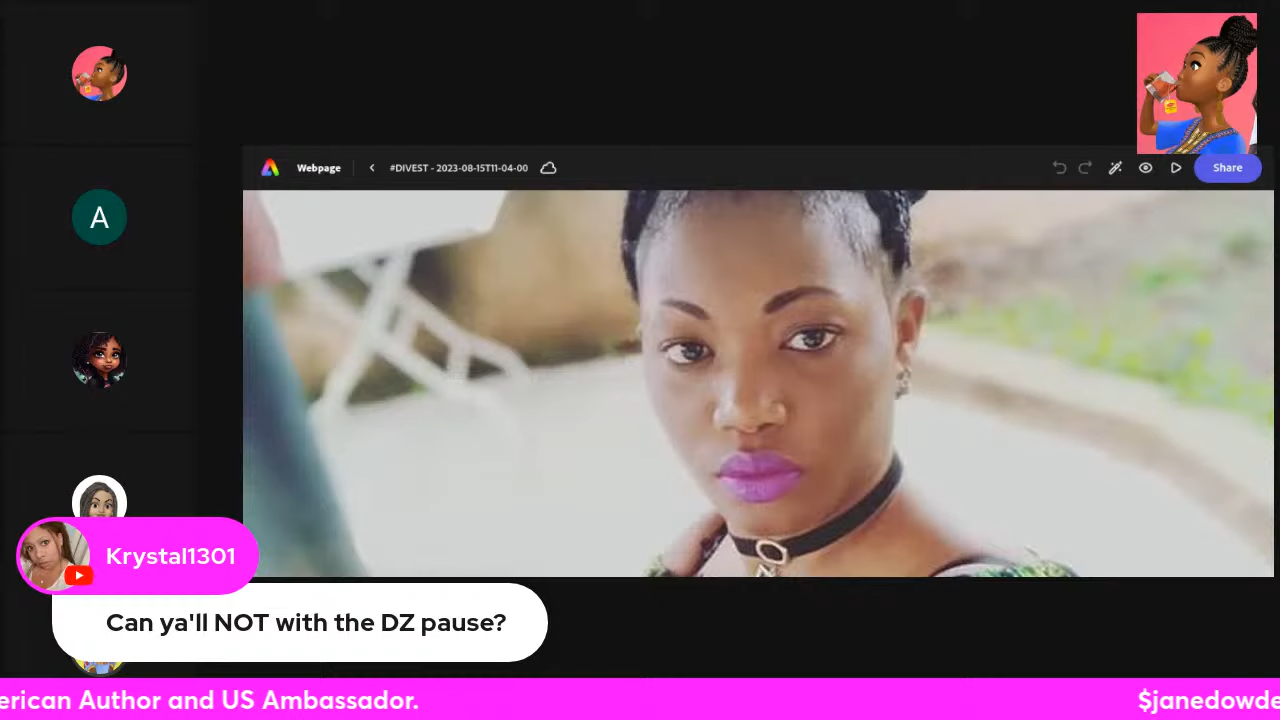 Webpage
#DIVEST - 2023-08-15T11-04-00
Share
A
Krystal1301
Can ya'll NOT with the DZ pause?
erican Author and US Ambassador.
$janedowde